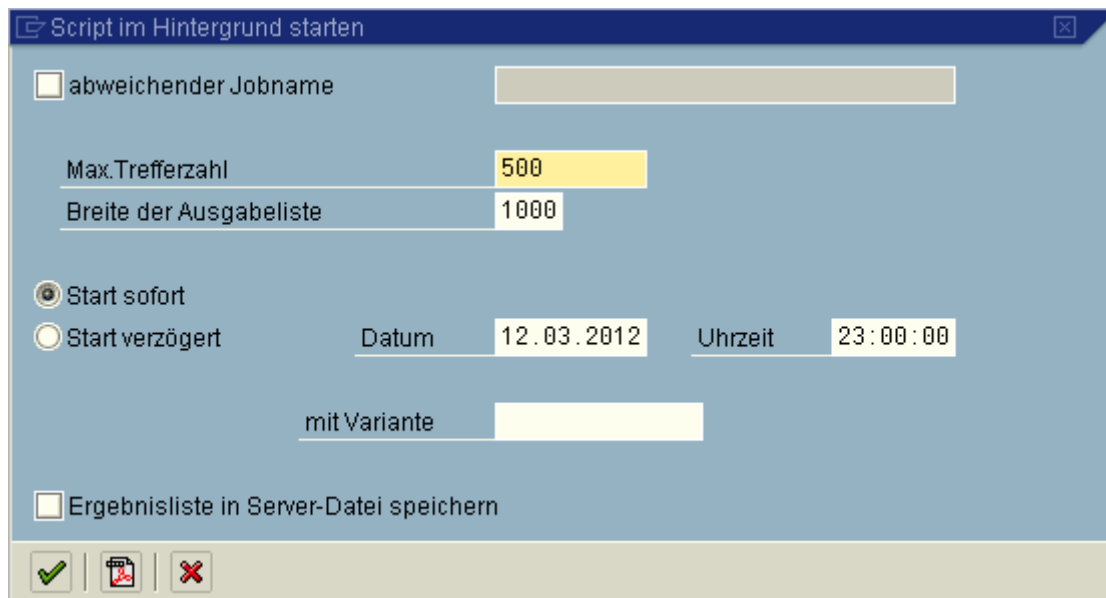 Script im Hintergrund starten
abweichender Jobname
Max.Trefferzahl 500
Breite der Ausgabeliste 1000
Start sofort
Start verzögert Datum 12.03.2012 Uhrzeit 23:00:00
mit Variante
Ergebnisliste in Server-Datei speichern